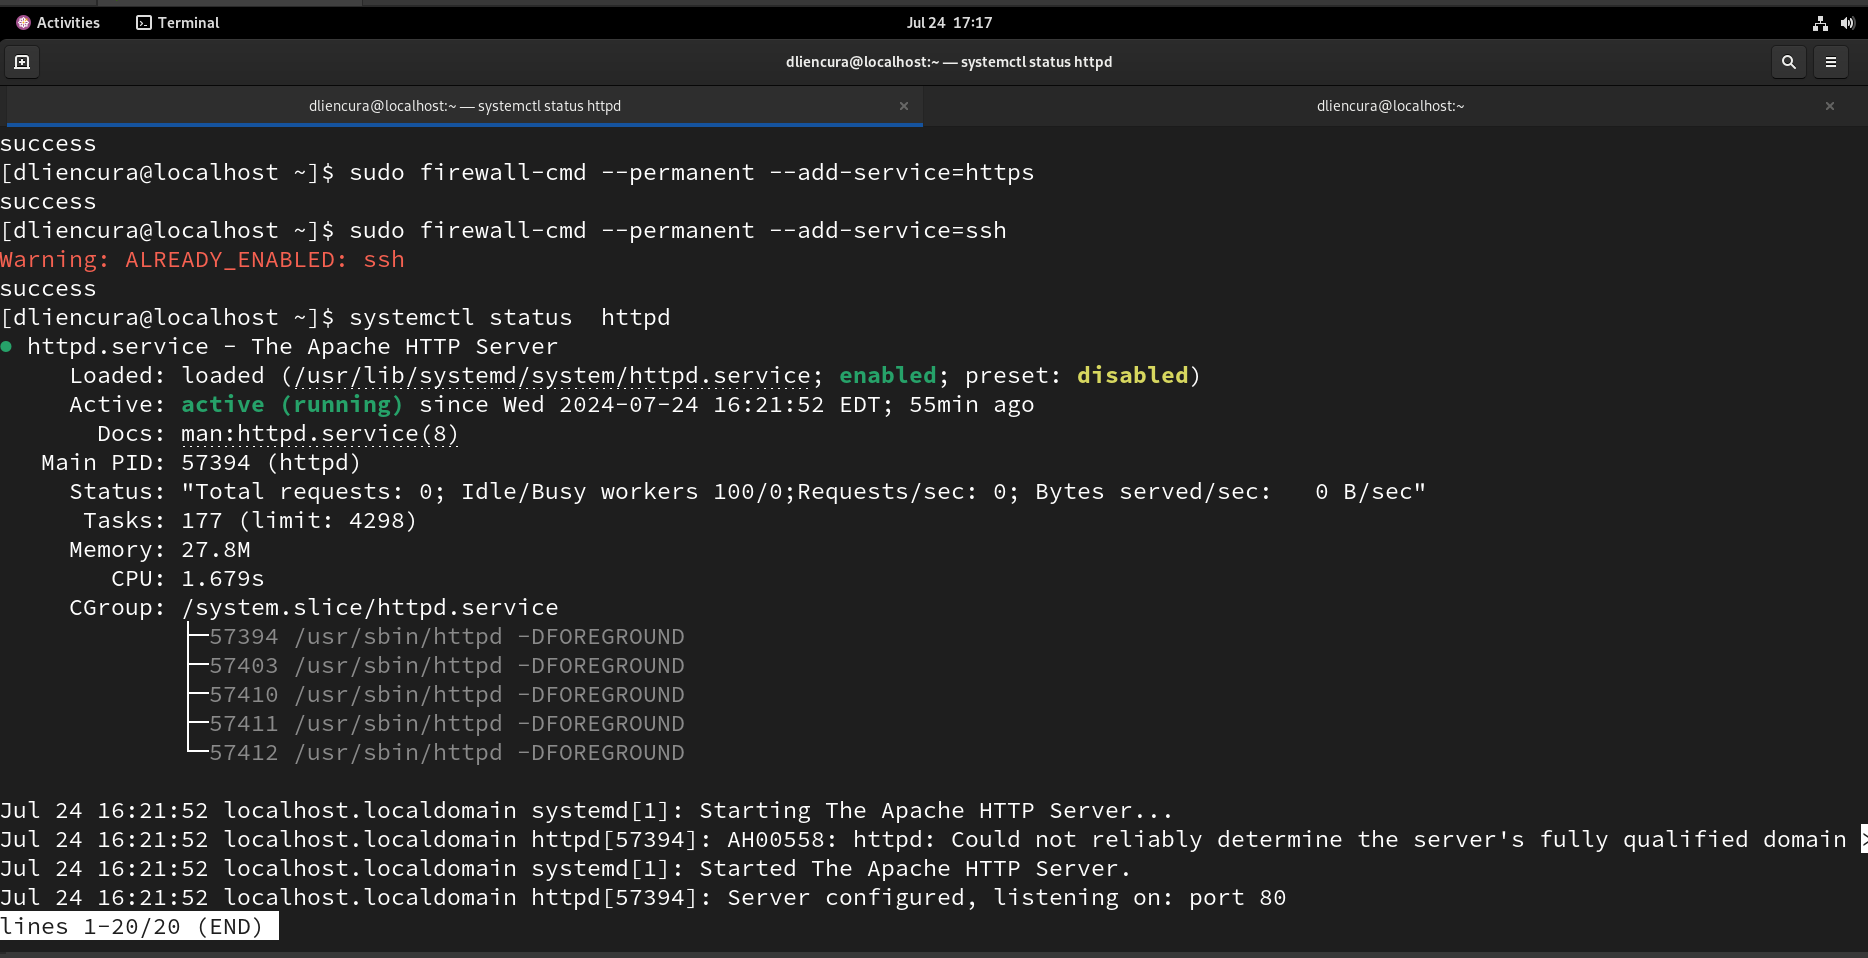 Activities Terminal Jul 24 17:17
dliencura@localhost:~ — systemctl status httpd
dliencura@localhost:~ — systemctl status httpd × dliencura@localhost:~ ×
success
[dliencura@localhost ~]$ sudo firewall-cmd --permanent --add-service=https
success
[dliencura@localhost ~]$ sudo firewall-cmd --permanent --add-service=ssh
Warning: ALREADY_ENABLED: ssh
success
[dliencura@localhost ~]$ systemctl status  httpd
● httpd.service - The Apache HTTP Server
     Loaded: loaded (/usr/lib/systemd/system/httpd.service; enabled; preset: disabled)
     Active: active (running) since Wed 2024-07-24 16:21:52 EDT; 55min ago
       Docs: man:httpd.service(8)
   Main PID: 57394 (httpd)
     Status: "Total requests: 0; Idle/Busy workers 100/0;Requests/sec: 0; Bytes served/sec:   0 B/sec"
      Tasks: 177 (limit: 4298)
     Memory: 27.8M
        CPU: 1.679s
     CGroup: /system.slice/httpd.service
             ├─57394 /usr/sbin/httpd -DFOREGROUND
             ├─57403 /usr/sbin/httpd -DFOREGROUND
             ├─57410 /usr/sbin/httpd -DFOREGROUND
             ├─57411 /usr/sbin/httpd -DFOREGROUND
             └─57412 /usr/sbin/httpd -DFOREGROUND
Jul 24 16:21:52 localhost.localdomain systemd[1]: Starting The Apache HTTP Server...
Jul 24 16:21:52 localhost.localdomain httpd[57394]: AH00558: httpd: Could not reliably determine the server's fully qualified domain >
Jul 24 16:21:52 localhost.localdomain systemd[1]: Started The Apache HTTP Server.
Jul 24 16:21:52 localhost.localdomain httpd[57394]: Server configured, listening on: port 80
lines 1-20/20 (END)